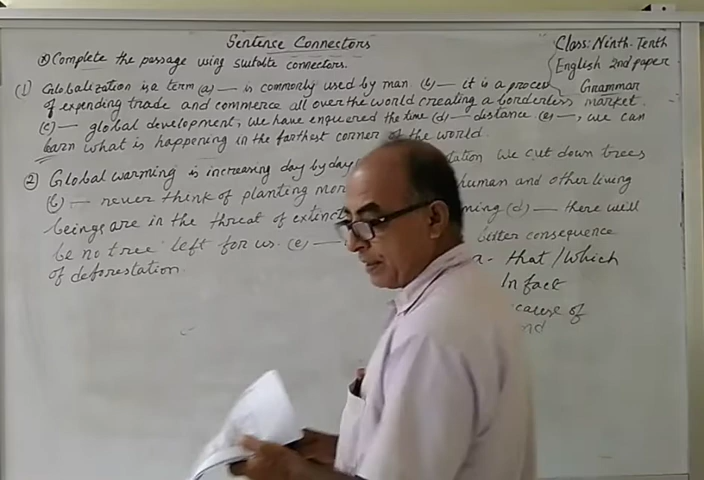 Sentence Connectors
Class: Ninth-Tenth
English 2nd paper
Grammar
Complete the passage using suitable connectors.
(1) Globalization is a term (a) — is commonly used by man (b) — it is a process
of expending trade and commerce all over the world creating a borderless market.
(c) — global development, we have enquered the time (d) — distance. (e) —, we can
learn what is happening in the farthest corner of the world.
(2) Global warming is increasing day by day we cut down trees
(b) — never think of planting human and other living
beings are in the threat of (d) — there will
be no tree left for us. (e) — bitter consequence
of deforestation.
a - that / which
In fact
of